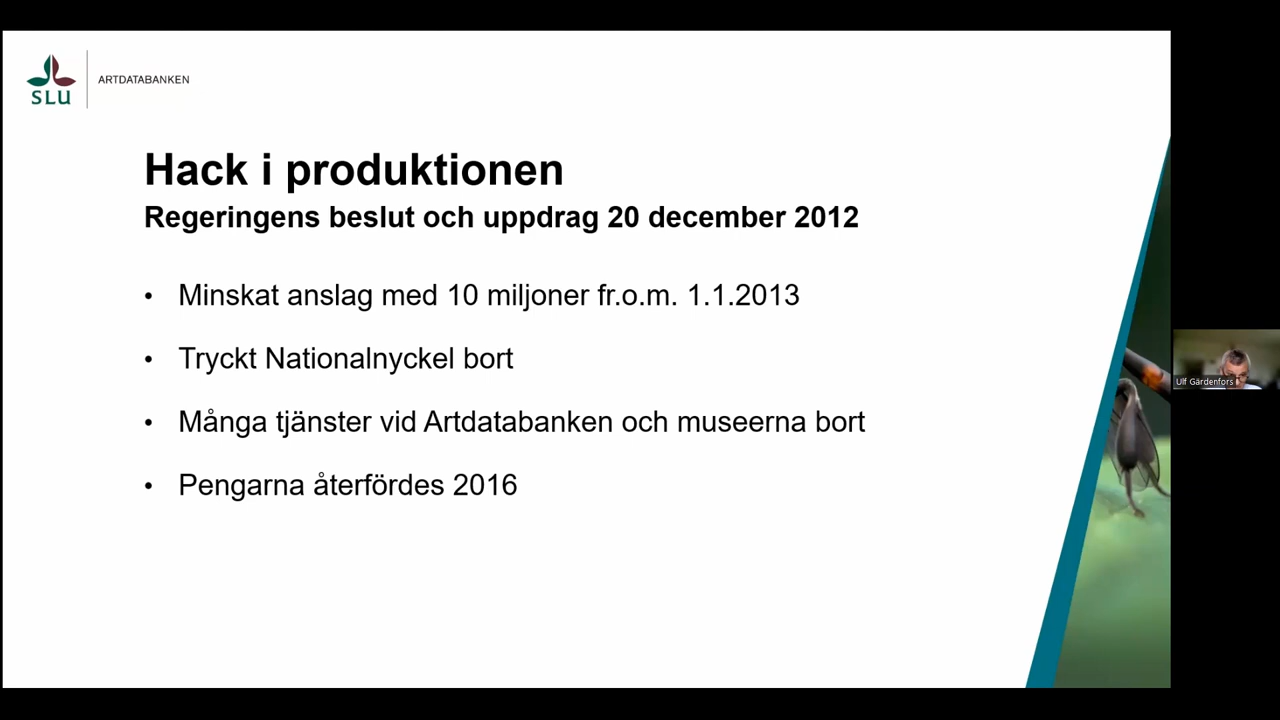 SLU
ARTDATABANKEN
Hack i produktionen
Regeringens beslut och uppdrag 20 december 2012
• Minskat anslag med 10 miljoner fr.o.m. 1.1.2013
• Tryckt Nationalnyckel bort
• Många tjänster vid Artdatabanken och museerna bort
• Pengarna återfördes 2016
Ulf Gärdenfors